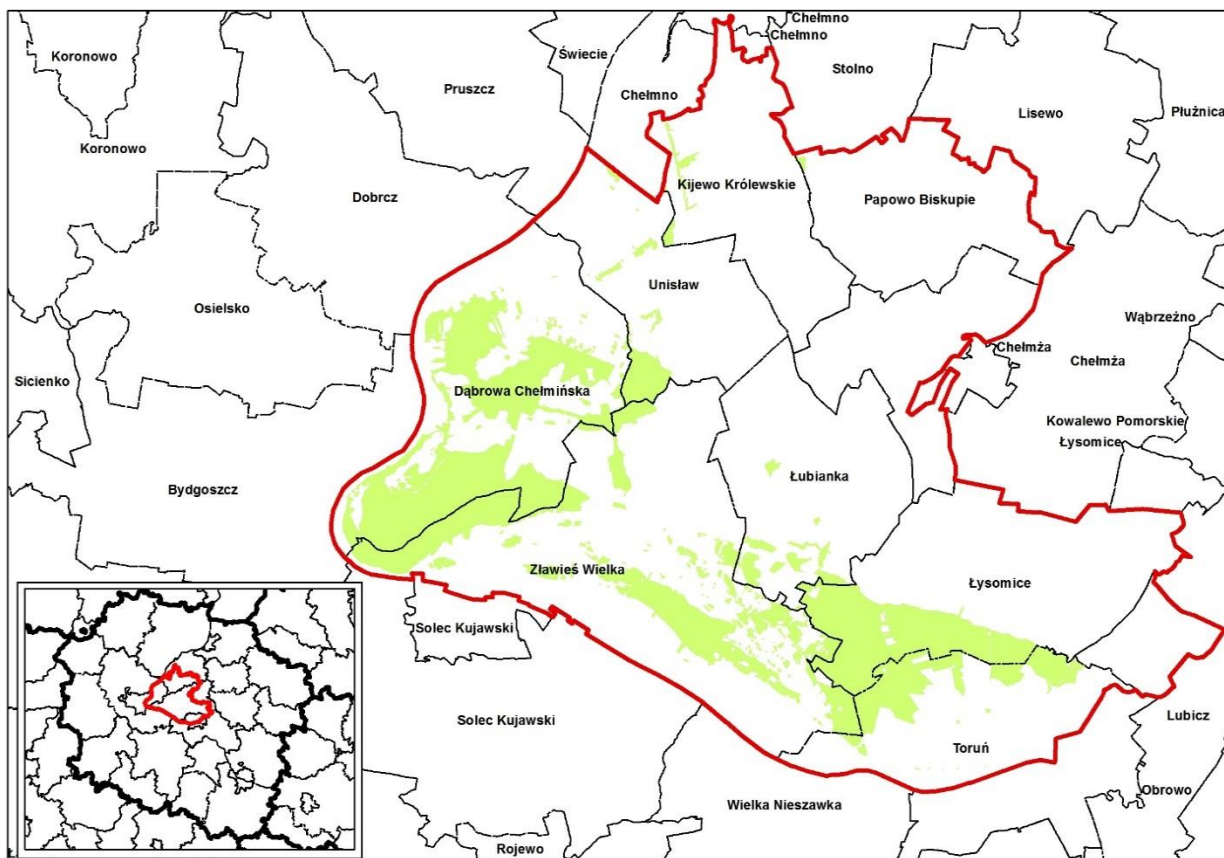 Chełmno
Koronowo
Świecie
Chełmno
Stolno
Pruszcz
Chełmno
Lisewo
Płużnica
Koronowo
Kijewo Królewskie
Dobrcz
Papowo Biskupie
Unisław
Osielsko
Wąbrzeźno
Chełmża
Chełmża
Sicienko
Dąbrowa Chełmińska
Kowalewo Pomorskie
Łysomice
Bydgoszcz
Łubianka
Zławieś Wielka
Łysomice
Solec Kujawski
Solec Kujawski
Lubicz
Toruń
Obrowo
Wielka Nieszawka
Rojewo